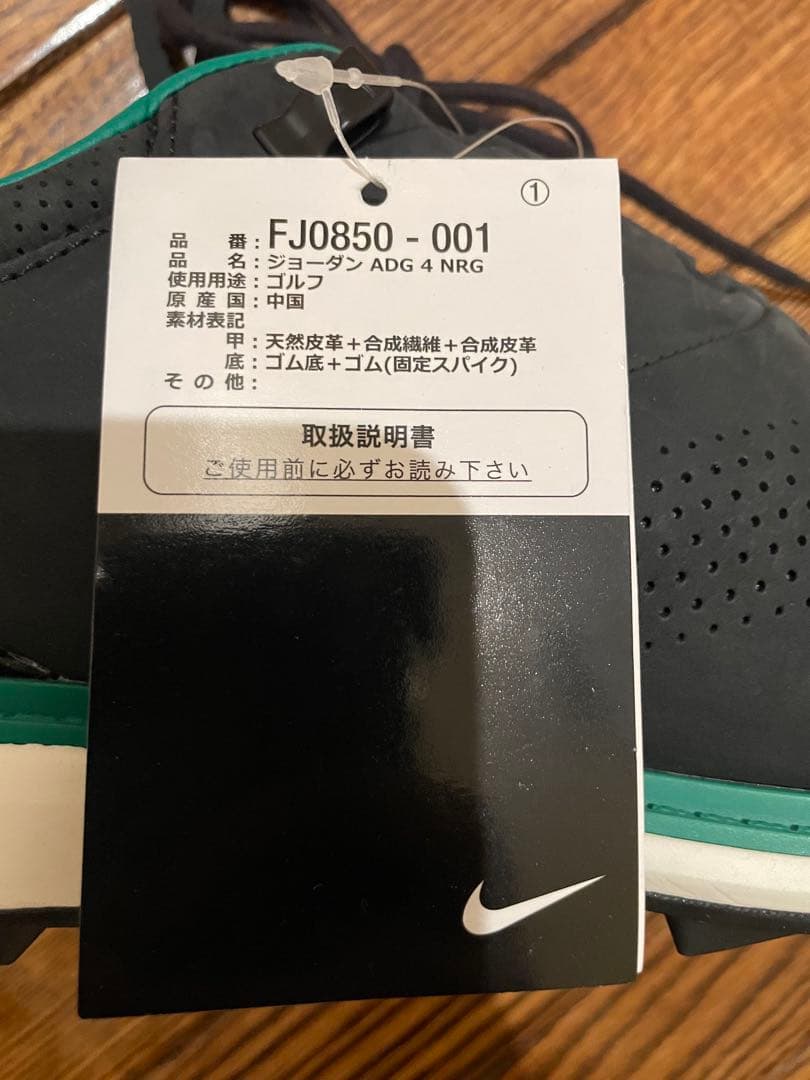 ①
品 番：FJ0850 - 001
品 名：ジョーダン ADG 4 NRG
使用用途：ゴルフ
原 産 国：中国
素材表記
甲：天然皮革＋合成繊維＋合成皮革
底：ゴム底＋ゴム(固定スパイク)
そ の 他：
取扱説明書
ご使用前に必ずお読み下さい